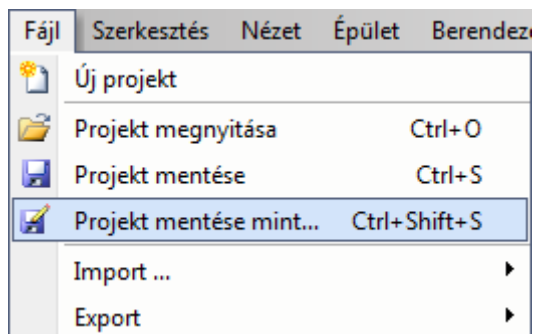 Fájl Szerkesztés Nézet Épület
Új projekt
Projekt megnyitása Ctrl+O
Projekt mentése Ctrl+S
Projekt mentése mint... Ctrl+Shift+S
Import ...
Export